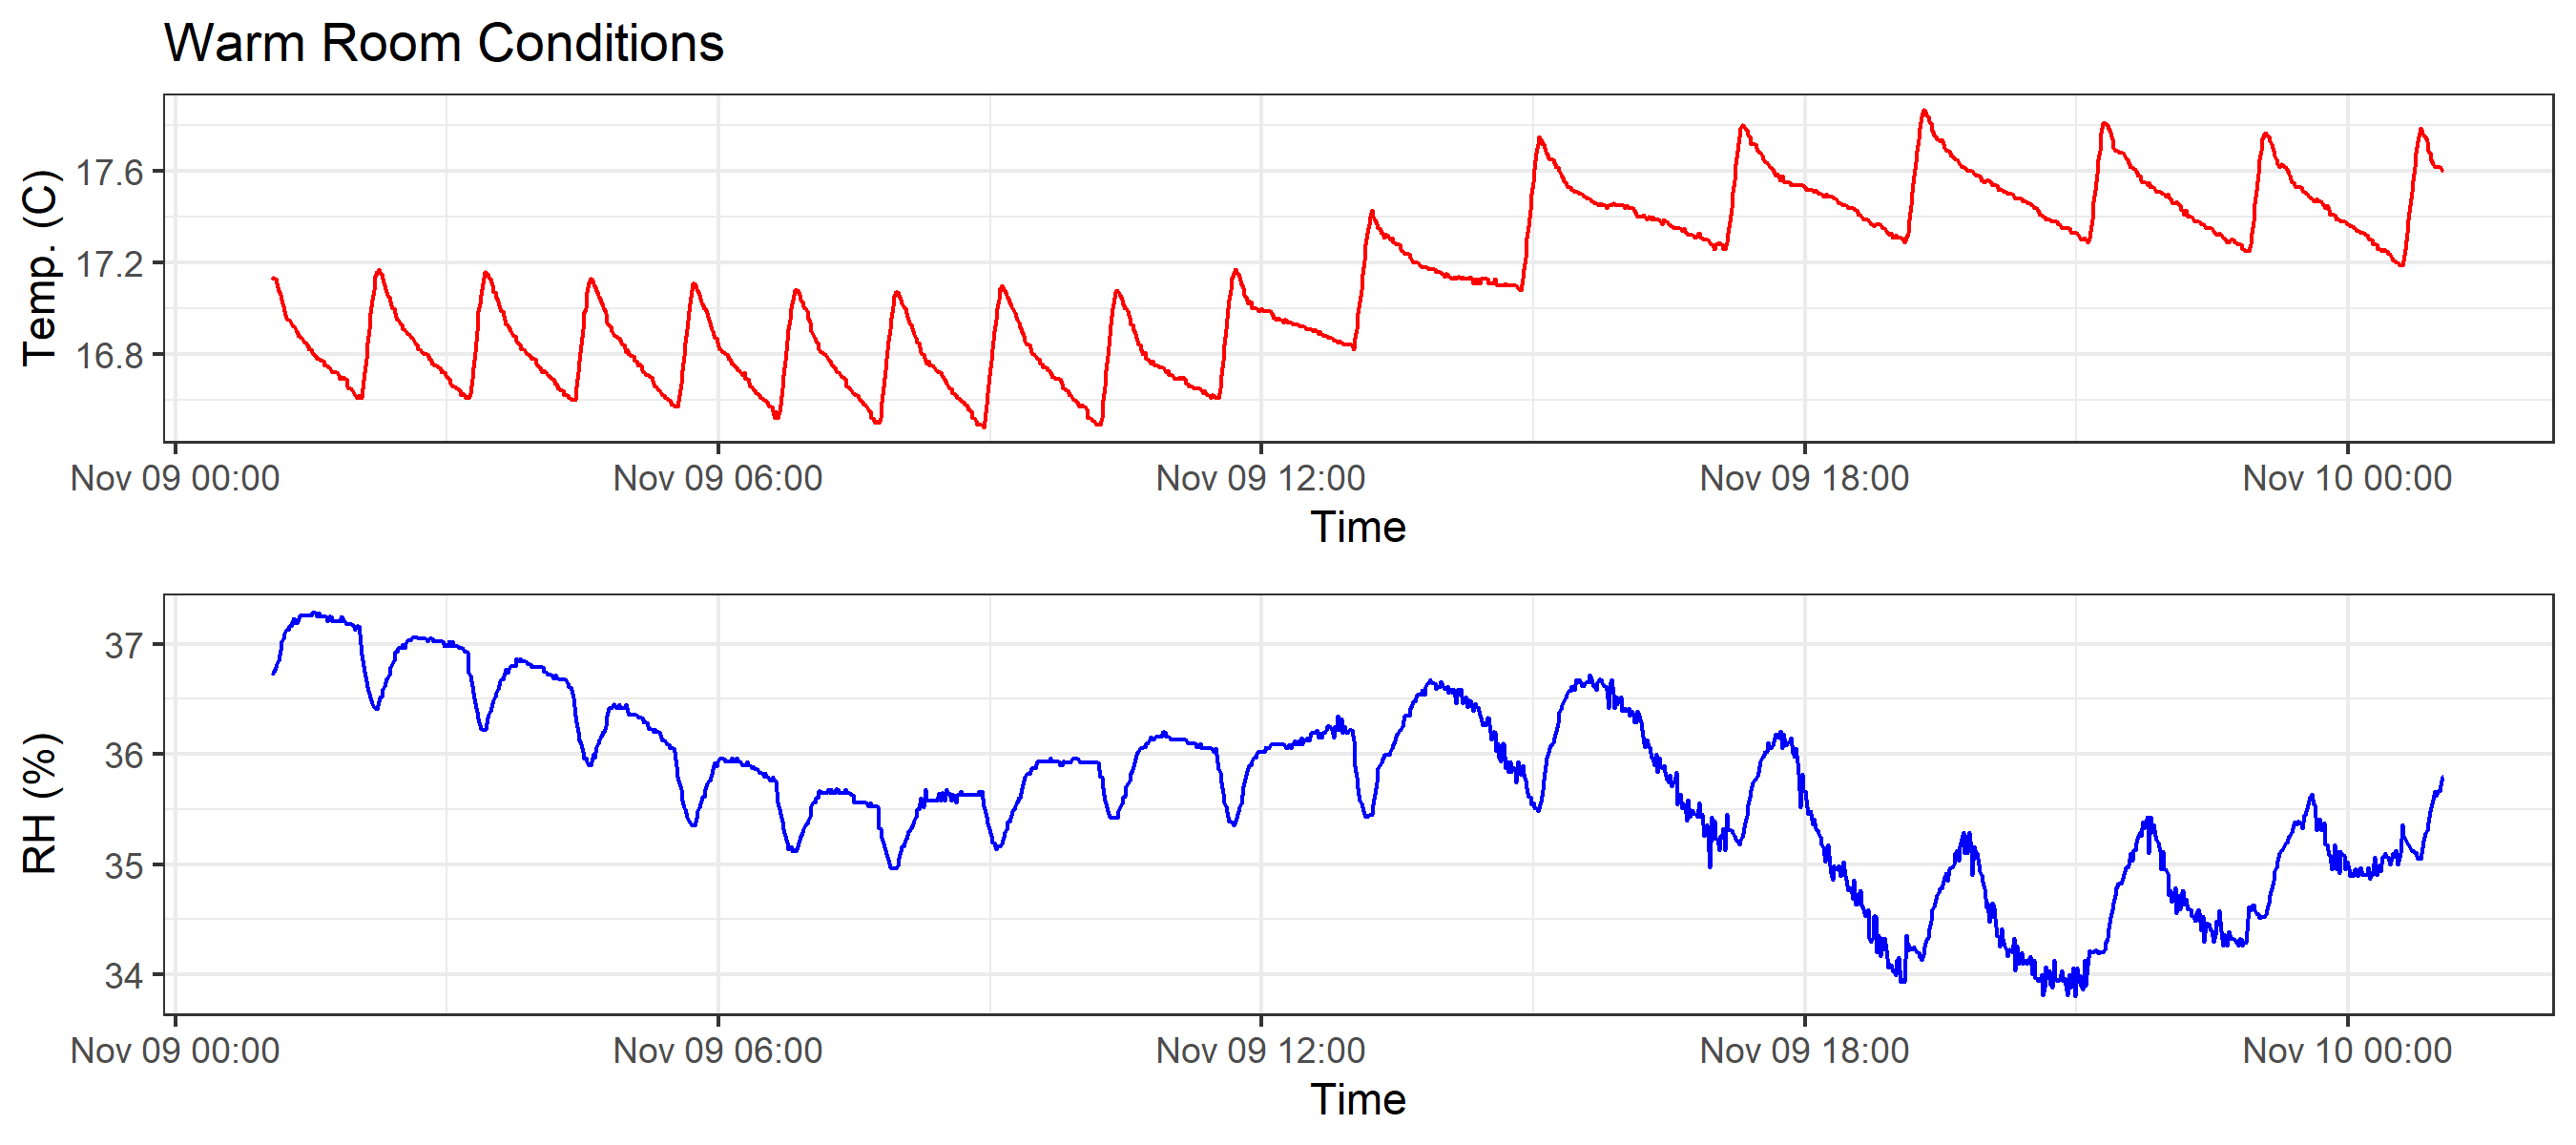 Warm Room Conditions
Temp. (C)
17.6
17.2
16.8
Nov 09 00:00 Nov 09 06:00 Nov 09 12:00 Nov 09 18:00 Nov 10 00:00
Time
RH (%)
37
36
35
34
Nov 09 00:00 Nov 09 06:00 Nov 09 12:00 Nov 09 18:00 Nov 10 00:00
Time